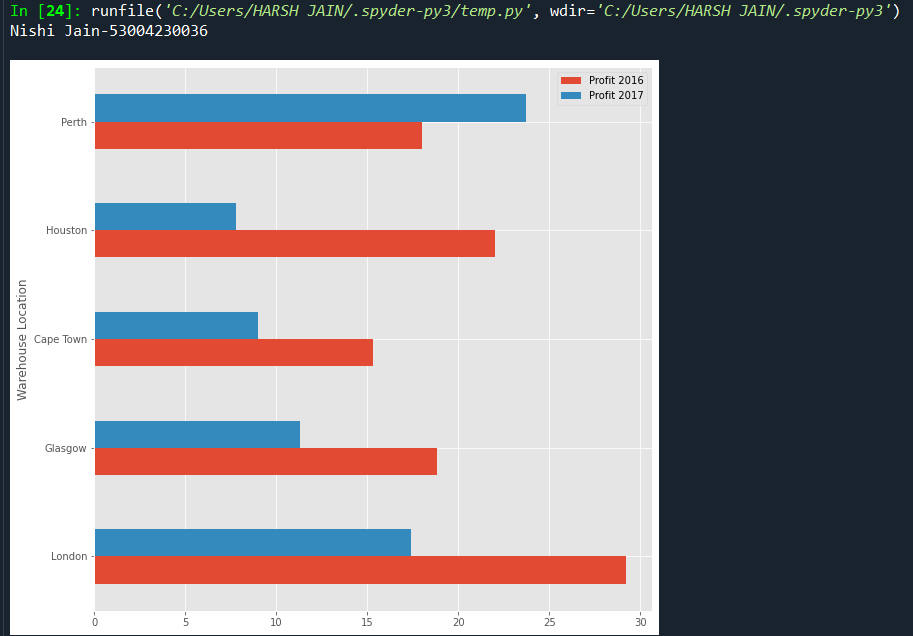 In [24]: runfile('C:/Users/HARSH JAIN/.spyder-py3/temp.py', wdir='C:/Users/HARSH JAIN/.spyder-py3')
Nishi Jain-53004230036
Profit 2016
Profit 2017
Perth
Houston
Cape Town
Glasgow
London
Warehouse Location
0 5 10 15 20 25 30